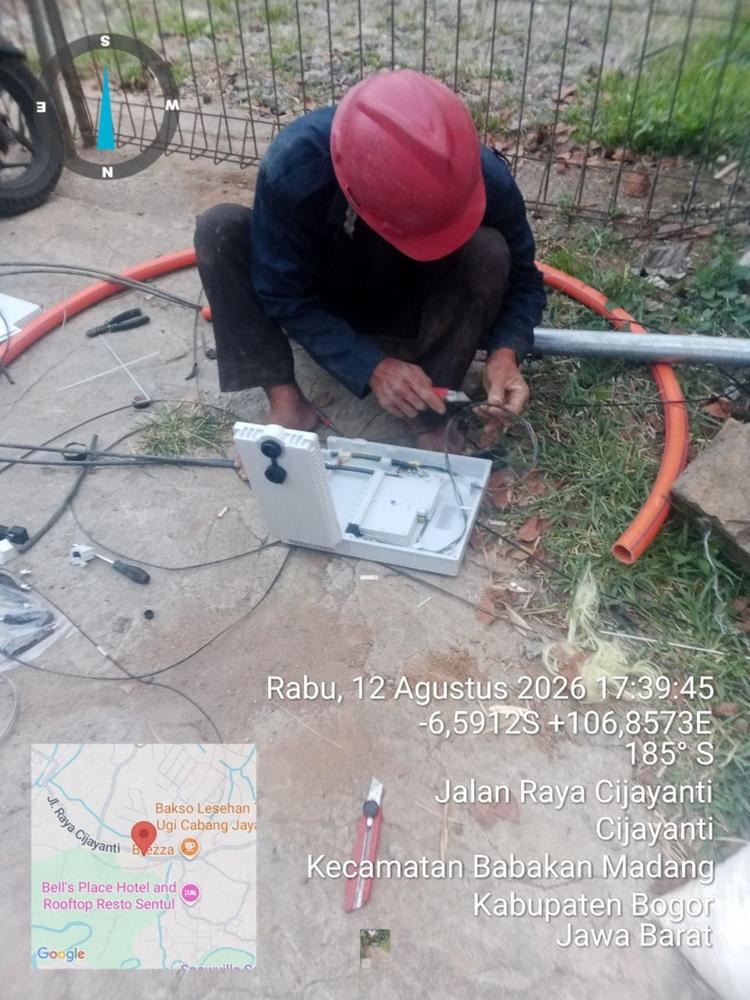 S
E
W
N
Rabu, 12 Agustus 2026 17:39:45
-6,5912S +106,8573E
185° S
Jalan Raya Cijayanti
Cijayanti
Kecamatan Babakan Madang
Kabupaten Bogor
Jawa Barat
Jl. Raya Cijayanti
Bakso Lesehan
Ugi Cabang Jaya
Bell's Place Hotel and
Rooftop Resto Sentul
Google